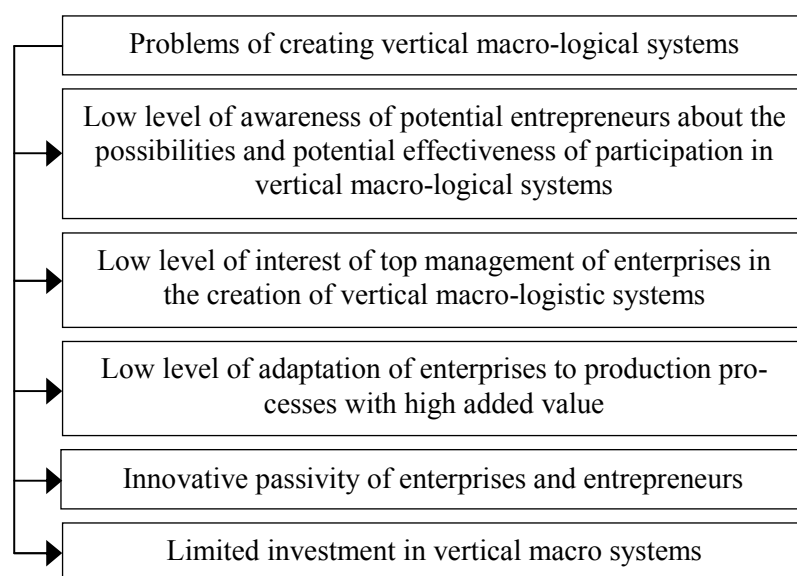 Problems of creating vertical macro-logical systems
Low level of awareness of potential entrepreneurs about the
possibilities and potential effectiveness of participation in
vertical macro-logical systems
Low level of interest of top management of enterprises in
the creation of vertical macro-logistic systems
Low level of adaptation of enterprises to production pro-
cesses with high added value
Innovative passivity of enterprises and entrepreneurs
Limited investment in vertical macro systems